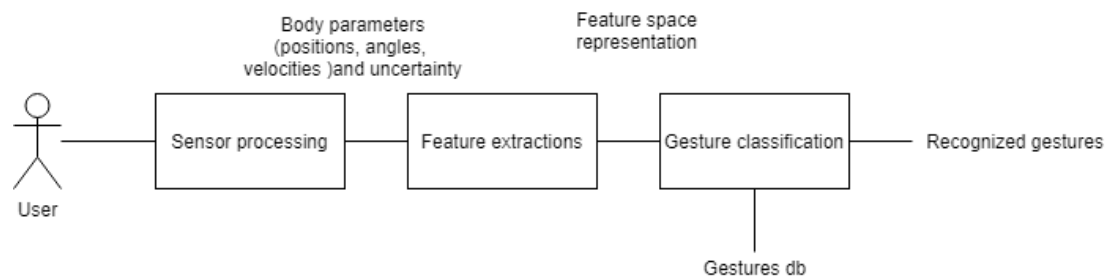 Body parameters
(positions, angles,
velocities )and uncertainty
Feature space
representation
Sensor processing
Feature extractions
Gesture classification
Recognized gestures
User
Gestures db